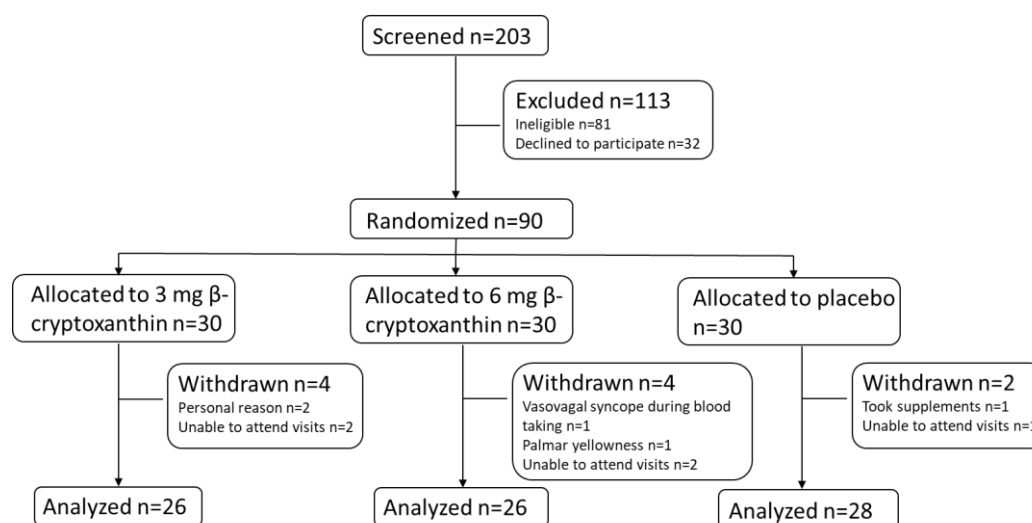 Screened n=203
Excluded n=113
Ineligible n=81
Declined to participate n=32
Randomized n=90
Allocated to 3 mg β-
cryptoxanthin n=30
Allocated to 6 mg β-
cryptoxanthin n=30
Allocated to placebo
n=30
Withdrawn n=4
Personal reason n=2
Unable to attend visits n=2
Withdrawn n=4
Vasovagal syncope during blood
taking n=1
Palmar yellowness n=1
Unable to attend visits n=2
Withdrawn n=2
Took supplements n=1
Unable to attend visits n=1
Analyzed n=26
Analyzed n=26
Analyzed n=28